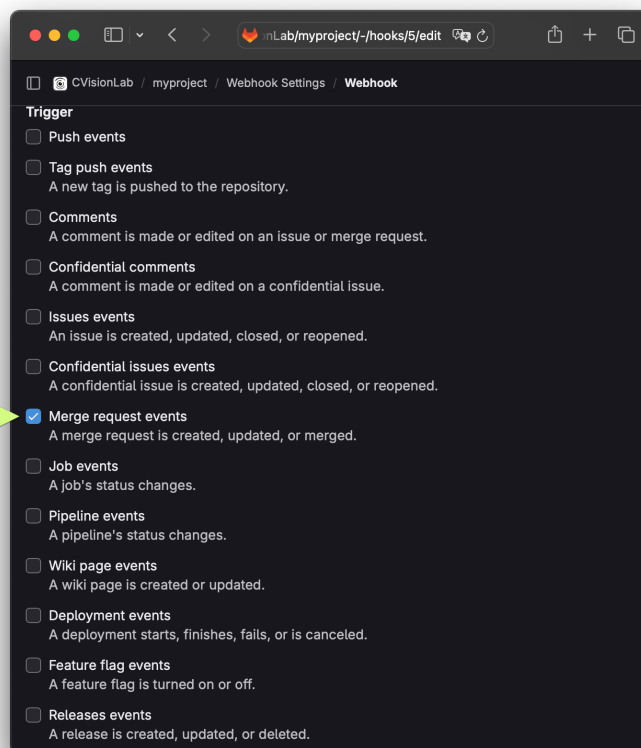 nLab/myproject/-/hooks/5/edit
CVisionLab / myproject / Webhook Settings / Webhook
Trigger
Push events
Tag push events
A new tag is pushed to the repository.
Comments
A comment is made or edited on an issue or merge request.
Confidential comments
A comment is made or edited on a confidential issue.
Issues events
An issue is created, updated, closed, or reopened.
Confidential issues events
A confidential issue is created, updated, closed, or reopened.
Merge request events
A merge request is created, updated, or merged.
Job events
A job's status changes.
Pipeline events
A pipeline's status changes.
Wiki page events
A wiki page is created or updated.
Deployment events
A deployment starts, finishes, fails, or is canceled.
Feature flag events
A feature flag is turned on or off.
Releases events
A release is created, updated, or deleted.